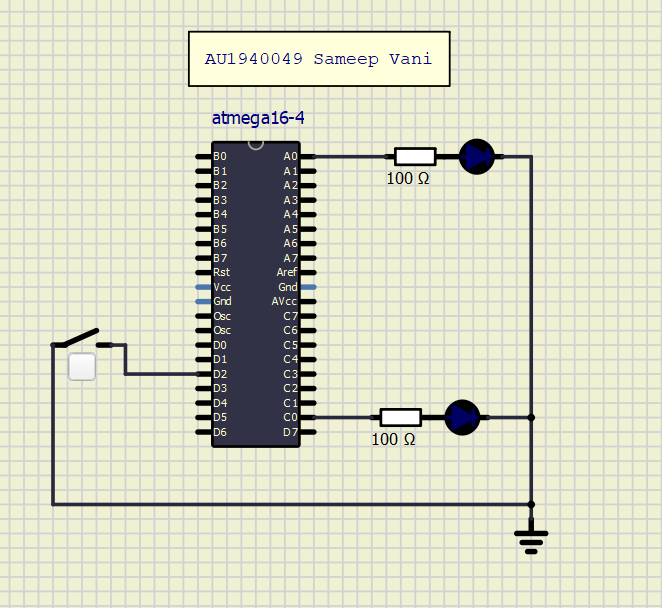 AU1940049 Sameep Vani
atmega16-4
B0 A0
B1 A1
B2 A2
B3 A3
B4 A4
B5 A5
B6 A6
B7 A7
Rst Aref
Vcc Gnd
Gnd AVcc
Osc C7
Osc C6
D0 C5
D1 C4
D2 C3
D3 C2
D4 C1
D5 C0
D6 D7
100 Ω
100 Ω